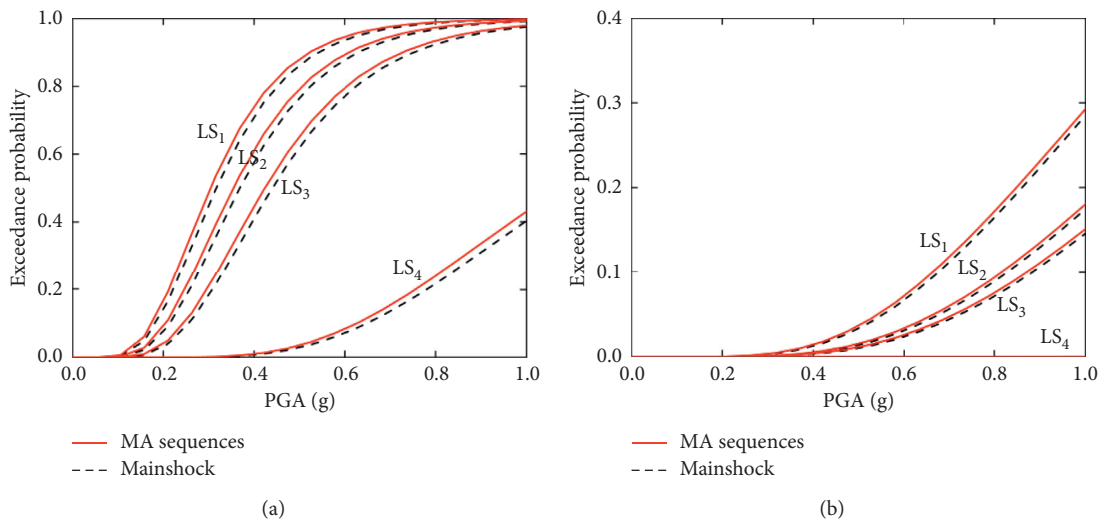 1.0
0.8
0.6
0.4
0.2
0.0
Exceedance probability
LS1
LS2
LS3
LS4
0.0 0.2 0.4 0.6 0.8 1.0
PGA (g)
MA sequences
Mainshock
(a)
0.4
0.3
0.2
0.1
0.0
Exceedance probability
LS1
LS2
LS3
LS4
0.0 0.2 0.4 0.6 0.8 1.0
PGA (g)
MA sequences
Mainshock
(b)